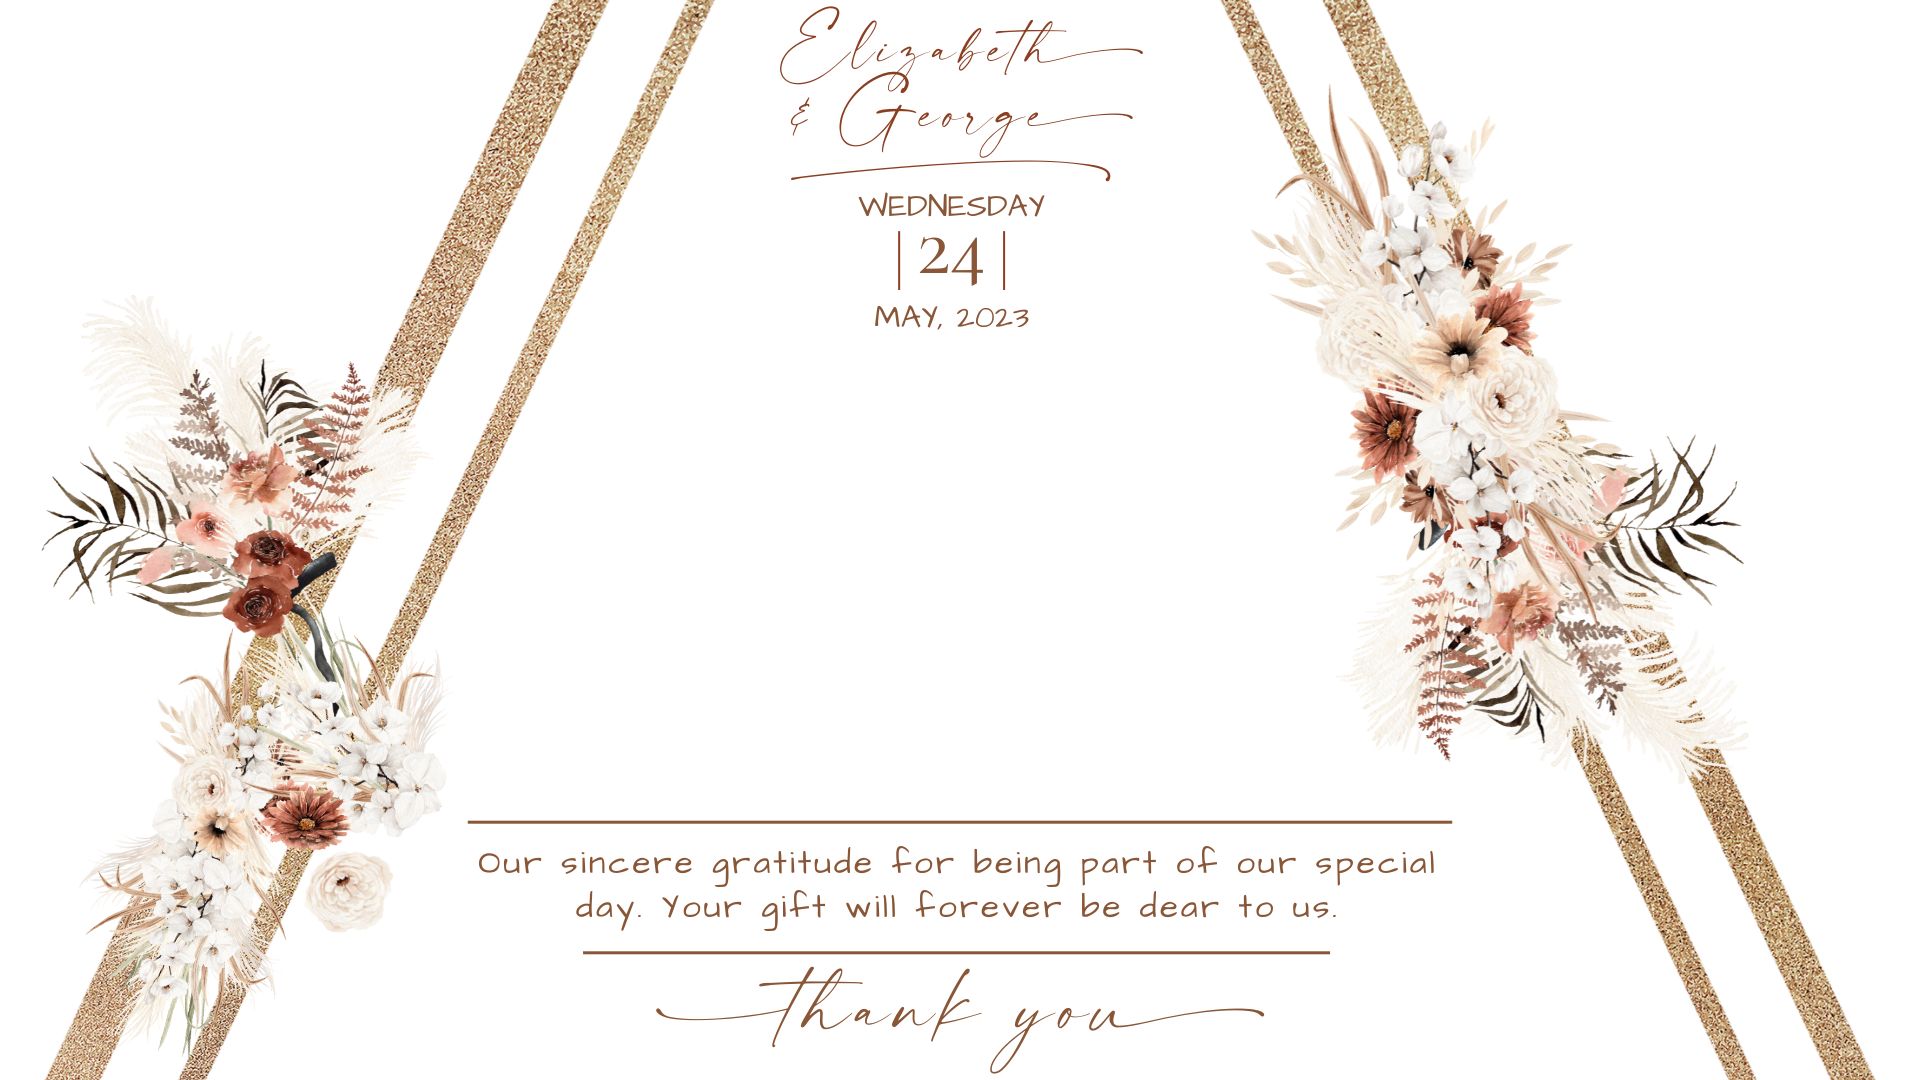 Elizabeth
& George
WEDNESDAY
|24|
MAY, 2023
Our sincere gratitude for being part of our special
day. Your gift will forever be dear to us.
thank you